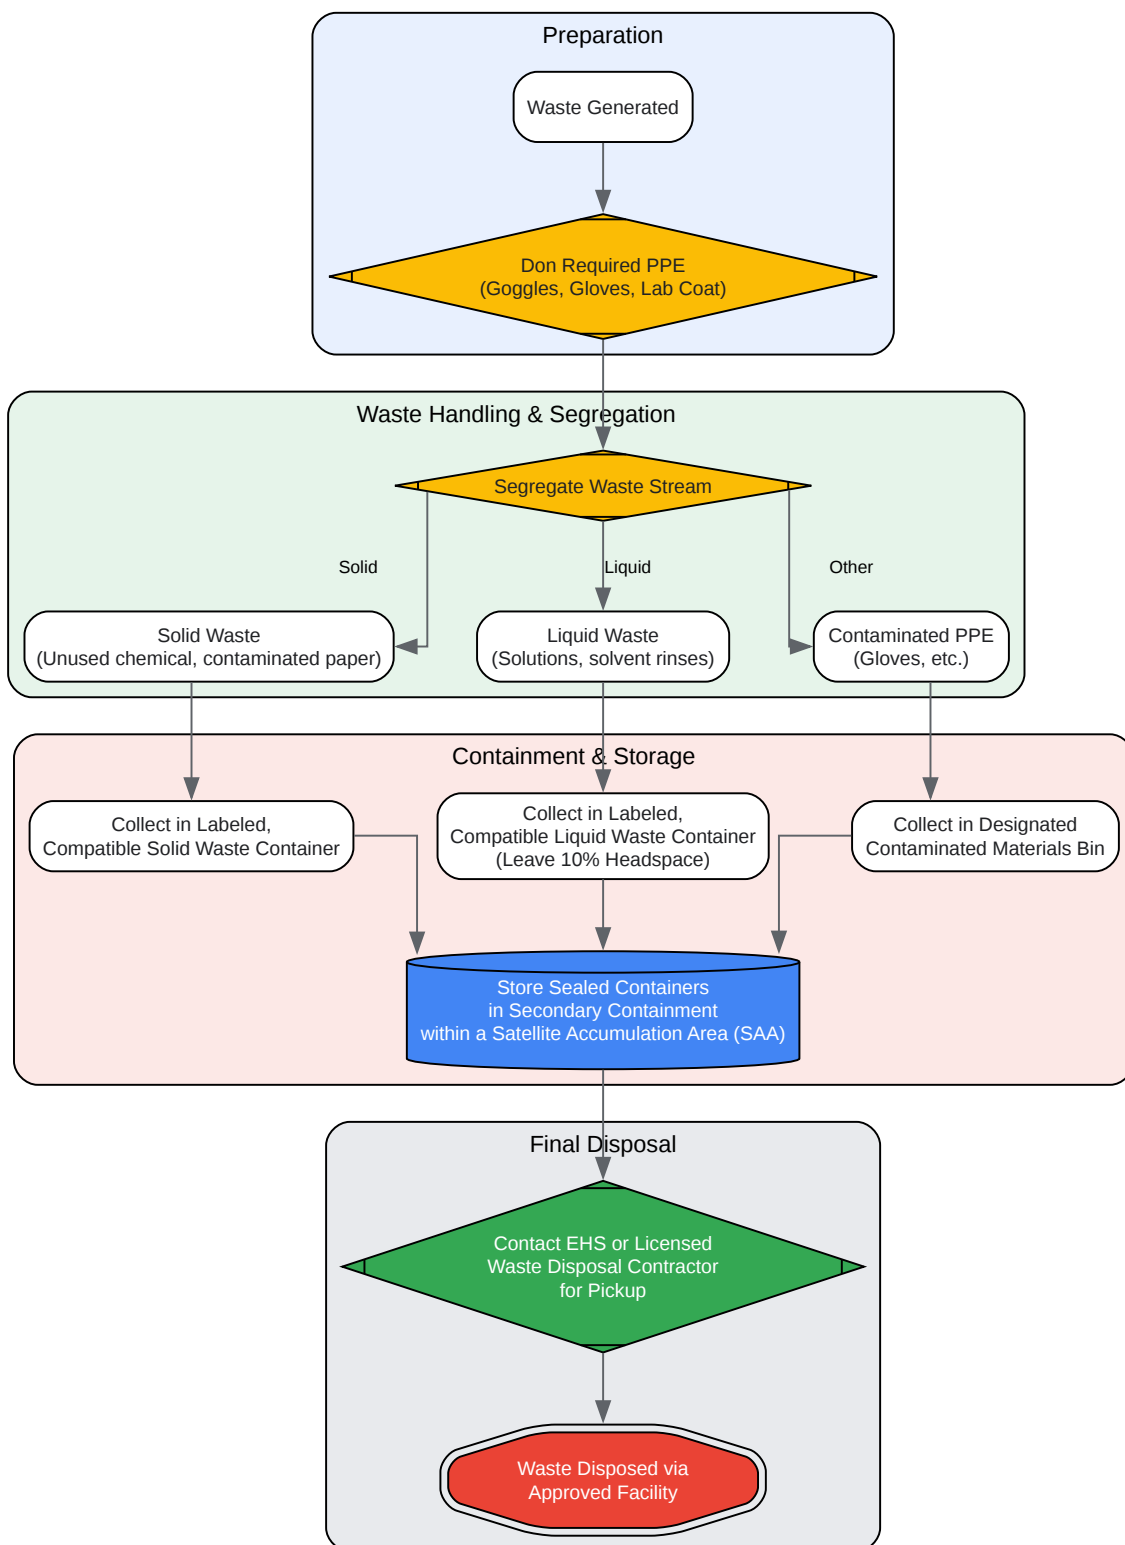 Preparation
Waste Generated
Don Required PPE
(Goggles, Gloves, Lab Coat)
Waste Handling & Segregation
Segregate Waste Stream
Solid
Liquid
Other
Solid Waste
(Unused chemical, contaminated paper)
Liquid Waste
(Solutions, solvent rinses)
Contaminated PPE
(Gloves, etc.)
Containment & Storage
Collect in Labeled,
Compatible Solid Waste Container
Collect in Labeled,
Compatible Liquid Waste Container
(Leave 10% Headspace)
Collect in Designated
Contaminated Materials Bin
Store Sealed Containers
in Secondary Containment
within a Satellite Accumulation Area (SAA)
Final Disposal
Contact EHS or Licensed
Waste Disposal Contractor
for Pickup
Waste Disposed via
Approved Facility